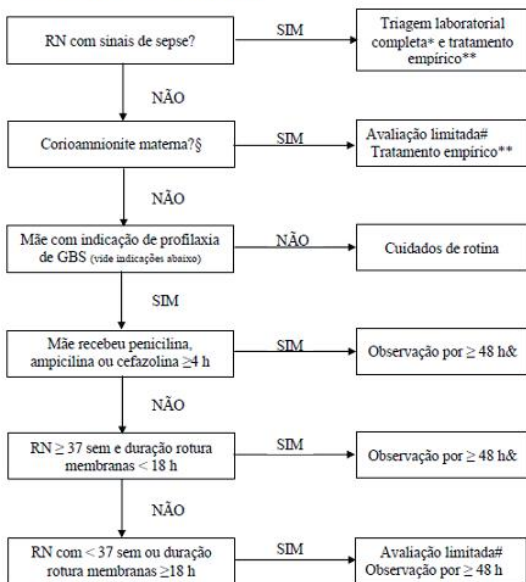 RN com sinais de sepse?
SIM
Triagem laboratorial
completa* e tratamento
empírico**
NÃO
Corioamnionite materna?§
SIM
Avaliação limitada#
Tratamento empírico**
NÃO
Mãe com indicação de profilaxia
de GBS (vide indicações abaixo)
NÃO
Cuidados de rotina
SIM
Mãe recebeu penicilina,
ampicilina ou cefazolina ≥4 h
SIM
Observação por ≥ 48 h&
NÃO
RN ≥ 37 sem e duração rotura
membranas < 18 h
SIM
Observação por ≥ 48 h&
NÃO
RN com < 37 sem ou duração
rotura membranas ≥18 h
SIM
Avaliação limitada#
Observação por ≥ 48 h